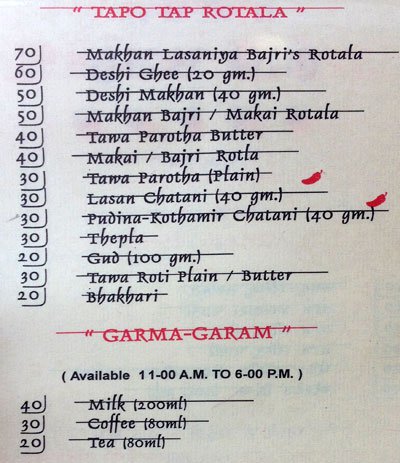 " TAPO TAP ROTALA "
70 Makhan Lasaniya Bajri's Rotala
60 Deshi Ghee (20 gm.)
50 Deshi Makhan (40 gm.)
50 Makhan Bajri / Makai Rotala
40 Tawa Parotha Butter
40 Makai / Bajri Rotla
30 Tawa Parotha (Plain)
30 Lasan Chatani (40 gm.)
30 Pudina-Kothamir Chatani (40 gm.)
30 Thepla
20 Gud (100 gm.)
30 Tawa Roti Plain / Butter
20 Bhakhari
" GARMA-GARAM "
( Available 11-00 A.M. TO 6-00 P.M. )
40 Milk (200ml)
30 Coffee (80ml)
20 Tea (80ml)